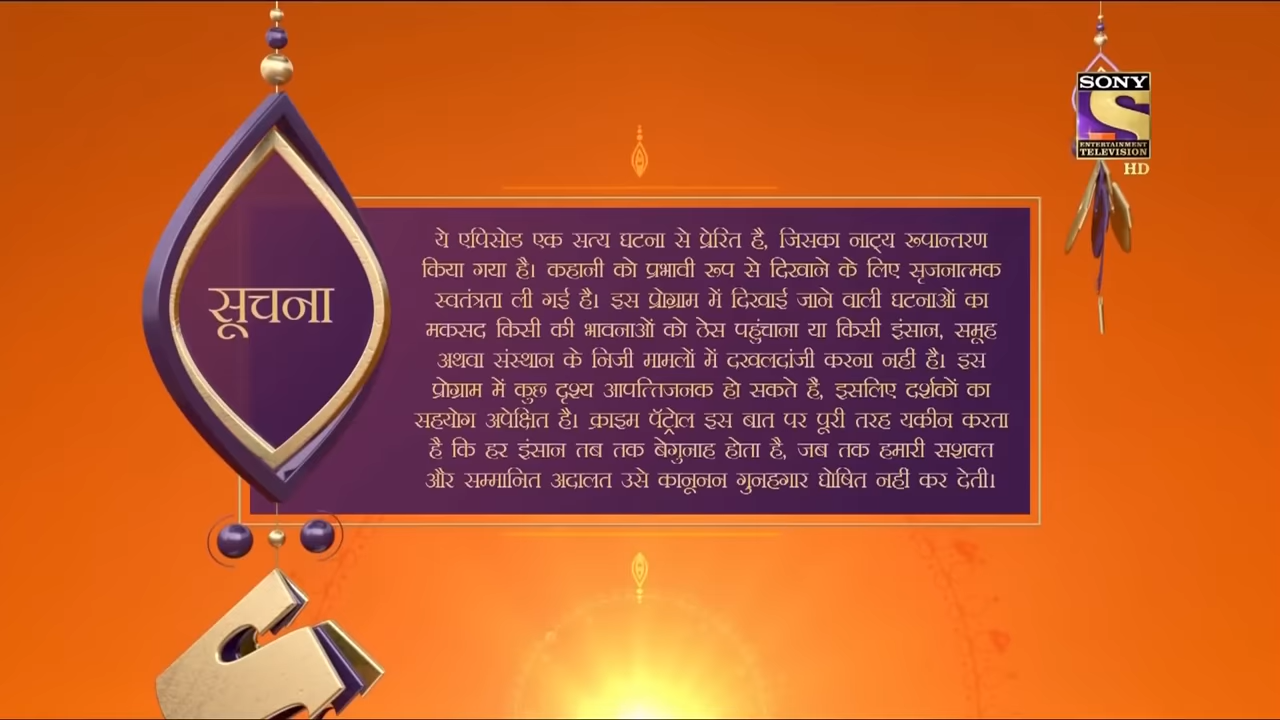 सूचना
ये एपिसोड एक सत्य घटना से प्रेरित है, जिसका नाट्य रूपान्तरण
किया गया है। कहानी को प्रभावी रूप से दिखाने के लिए सृजनात्मक
स्वतंत्रता ली गई है। इस प्रोग्राम में दिखाई जाने वाली घटनाओं का
मकसद किसी की भावनाओं को ठेस पहुंचाना या किसी इंसान, समूह
अथवा संस्थान के निजी मामलों में दखलदांजी करना नहीं है। इस
प्रोग्राम में कुछ दृश्य आपत्तिजनक हो सकते हैं, इसलिए दर्शकों का
सहयोग अपेक्षित है। क्राइम पॅट्रोल इस बात पर पूरी तरह यकीन करता
है कि हर इंसान तब तक बेगुनाह होता है, जब तक हमारी सशक्त
और सम्मानित अदालत उसे कानूनन गुनहगार घोषित नहीं कर देती।
SONY
S
ENTERTAINMENT
TELEVISION
HD